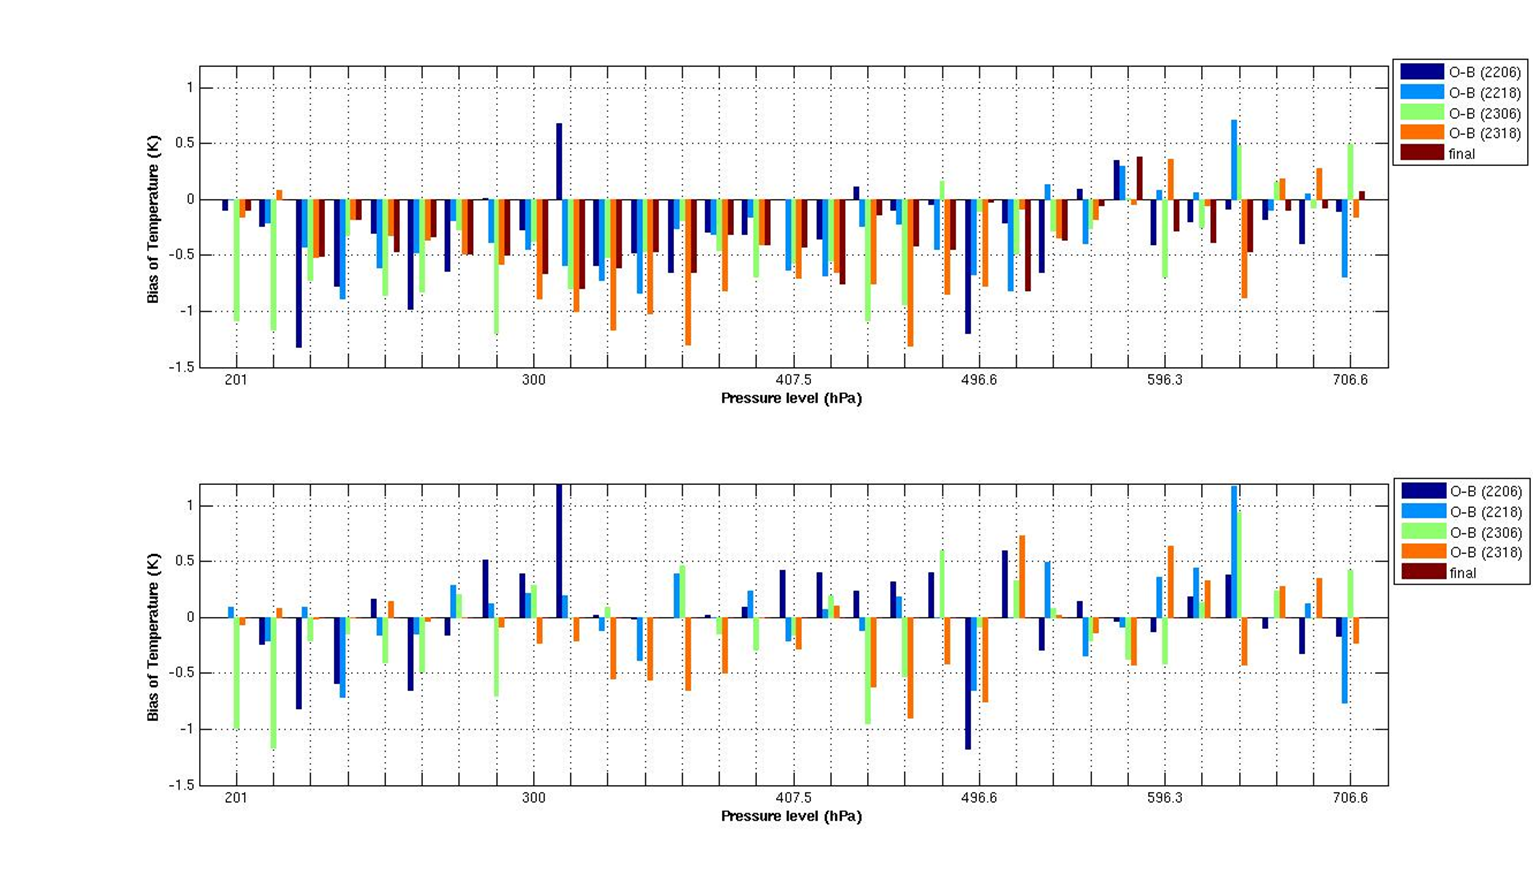 1
0.5
0
-0.5
-1
-1.5
Bias of Temperature (K)
201 300 407.5 496.6 596.3 706.6
Pressure level (hPa)
O-B (2206)
O-B (2218)
O-B (2306)
O-B (2318)
final
1
0.5
0
-0.5
-1
-1.5
Bias of Temperature (K)
201 300 407.5 496.6 596.3 706.6
Pressure level (hPa)
O-B (2206)
O-B (2218)
O-B (2306)
O-B (2318)
final